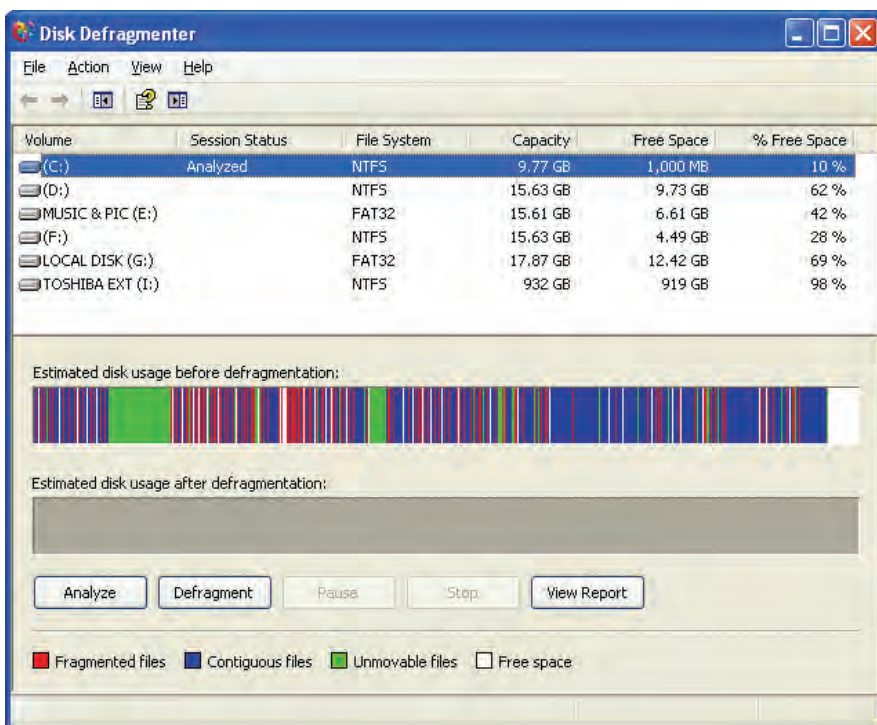 Disk Defragmenter
File Action View Help
Volume Session Status File System Capacity Free Space % Free Space
(C:) Analyzed NTFS 9.77 GB 1,000 MB 10 %
(D:) NTFS 15.63 GB 9.73 GB 62 %
MUSIC & PIC (E:) FAT32 15.61 GB 6.61 GB 42 %
(F:) NTFS 15.63 GB 4.49 GB 28 %
LOCAL DISK (G:) FAT32 17.87 GB 12.42 GB 69 %
TOSHIBA EXT (I:) NTFS 932 GB 919 GB 98 %
Estimated disk usage before defragmentation:
Estimated disk usage after defragmentation:
Analyze Defragment Pause Stop View Report
Fragmented files Contiguous files Unmovable files Free space